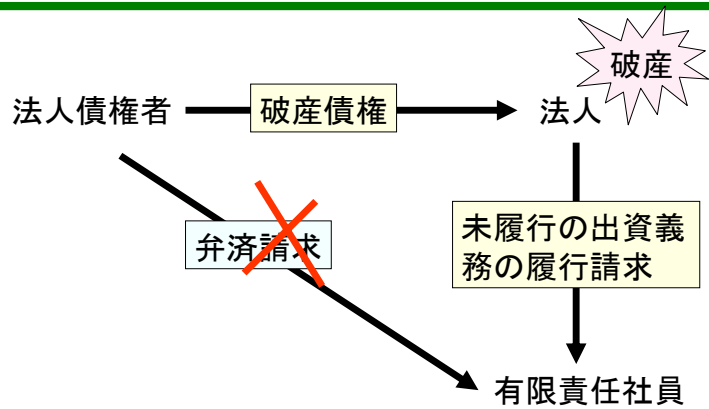 破産
法人債権者
破産債権
法人
弁済請求
未履行の出資義
務の履行請求
有限責任社員